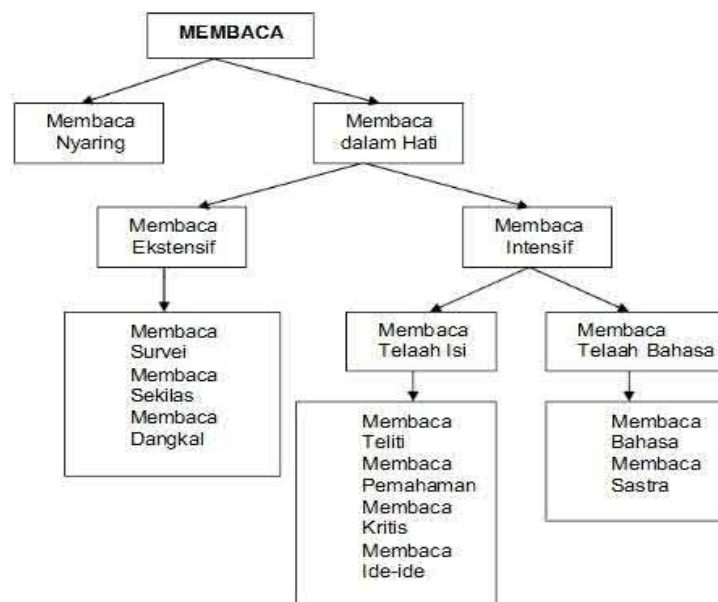 MEMBACA
Membaca
Nyaring
Membaca
dalam Hati
Membaca
Ekstensif
Membaca
Intensif
Membaca
Survei
Membaca
Sekilas
Membaca
Dangkal
Membaca
Telaah Isi
Membaca
Telaah Bahasa
Membaca
Teliti
Membaca
Pemahaman
Membaca
Kritis
Membaca
Ide-ide
Membaca
Bahasa
Membaca
Sastra